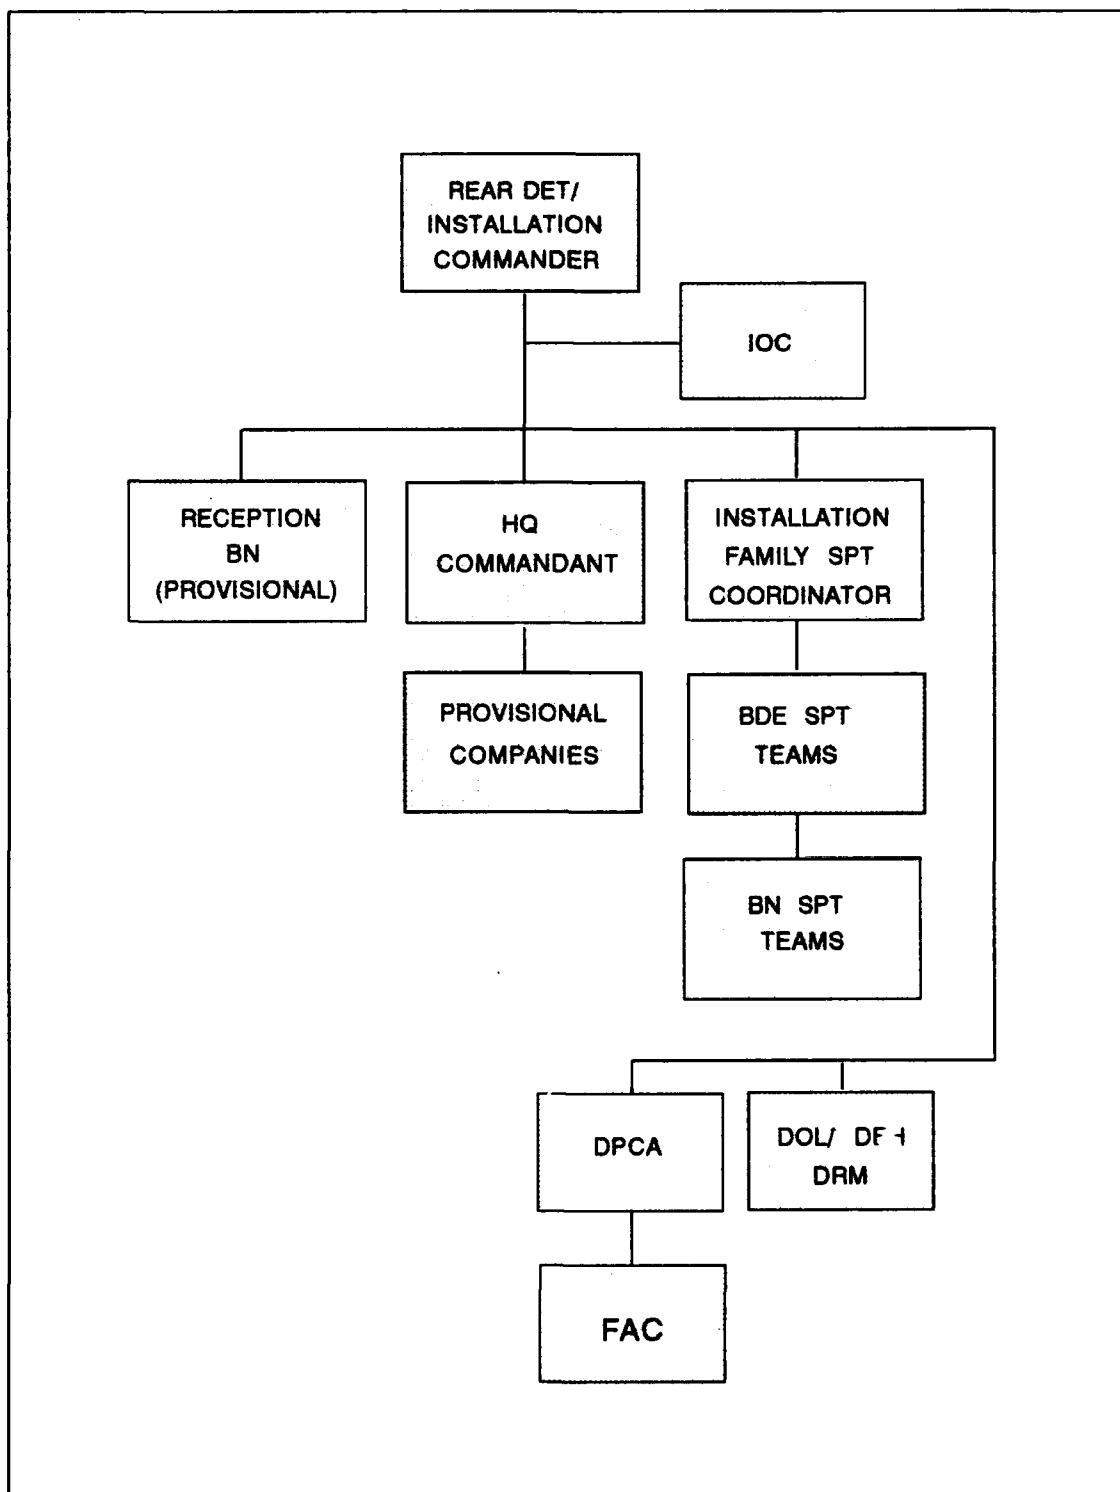 REAR DET/
INSTALLATION
COMMANDER
IOC
RECEPTION
BN
(PROVISIONAL)
HQ
COMMANDANT
INSTALLATION
FAMILY SPT
COORDINATOR
PROVISIONAL
COMPANIES
BDE SPT
TEAMS
BN SPT
TEAMS
DPCA
DOL/
DRM
FAC